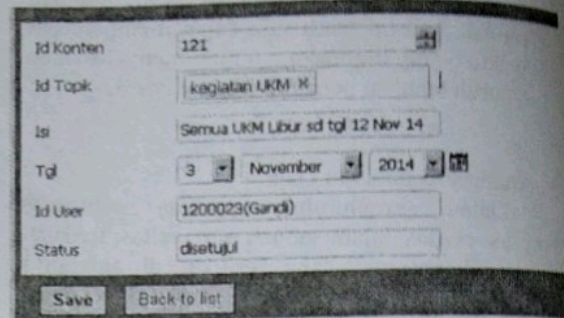 Id Konten 121
Id Topik kegiatan UKM ×
Isi Semua UKM Libur sd tgl 12 Nov 14
Tgl 3 November 2014
Id User 1200023(Gandi)
Status disetujui
Save Back to list